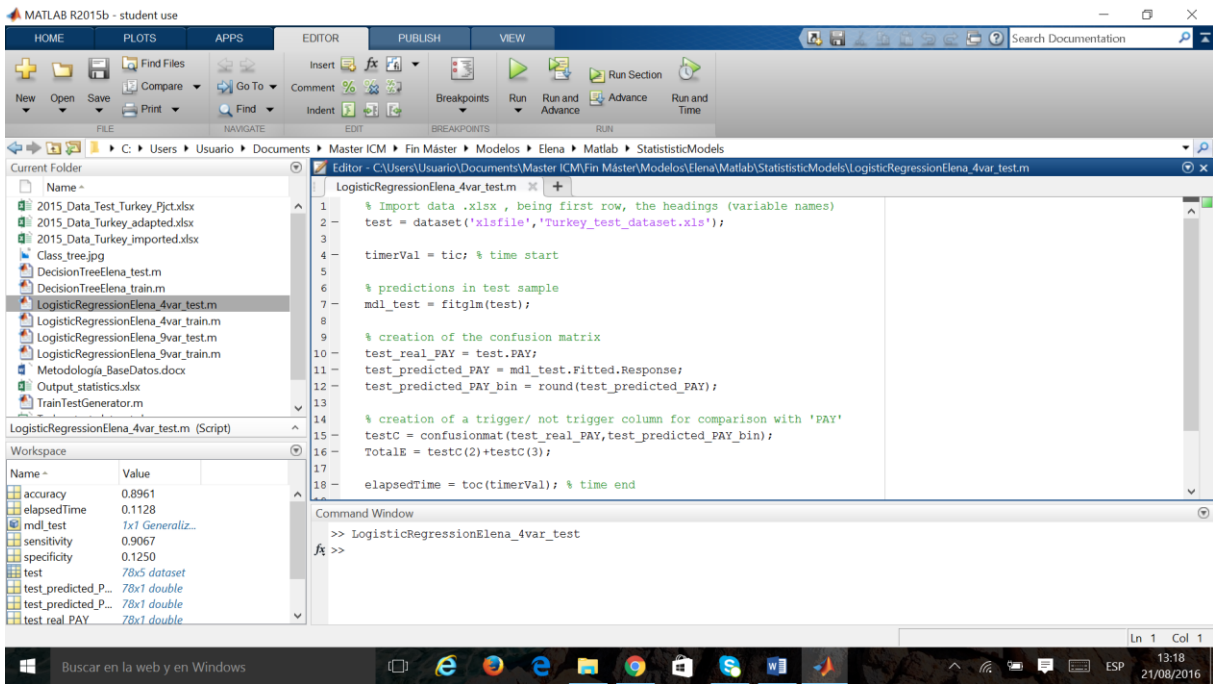 MATLAB R2015b - student use
HOME PLOTS APPS EDITOR PUBLISH VIEW
Search Documentation
New Open Save
Find Files
Compare
Print
Go To
Find
Insert fx
Comment
Indent
Breakpoints
Run
Run and Advance
Run Section
Advance
Run and Time
FILE NAVIGATE EDIT BREAKPOINTS RUN
C: Users Usuario Documents Master ICM Fin Máster Modelos Elena Matlab StatististicModels
Current Folder
Name
2015_Data_Test_Turkey_Pjct.xlsx
2015_Data_Turkey_adapted.xlsx
2015_Data_Turkey_imported.xlsx
Class_tree.jpg
DecisionTreeElena_test.m
DecisionTreeElena_train.m
LogisticRegressionElena_4var_test.m
LogisticRegressionElena_4var_train.m
LogisticRegressionElena_9var_test.m
LogisticRegressionElena_9var_train.m
Metodología_BaseDatos.docx
Output_statistics.xlsx
TrainTestGenerator.m
LogisticRegressionElena_4var_test.m (Script)
Workspace
Name Value
accuracy 0.8961
elapsedTime 0.1128
mdl_test 1x1 Generaliz...
sensitivity 0.9067
specificity 0.1250
test 78x5 dataset
test_predicted_P... 78x1 double
test_predicted_P... 78x1 double
test_real_PAY 78x1 double
Editor - C:\Users\Usuario\Documents\Master ICM\Fin Máster\Modelos\Elena\Matlab\StatististicModels\LogisticRegressionElena_4var_test.m
LogisticRegressionElena_4var_test.m
1 % Import data .xlsx , being first row, the headings (variable names)
2 test = dataset('xlsfile','Turkey_test_dataset.xls');
3
4 timerVal = tic; % time start
5
6 % predictions in test sample
7 mdl_test = fitglm(test);
8
9 % creation of the confusion matrix
10 test_real_PAY = test.PAY;
11 test_predicted_PAY = mdl_test.Fitted.Response;
12 test_predicted_PAY_bin = round(test_predicted_PAY);
13
14 % creation of a trigger/ not trigger column for comparison with 'PAY'
15 testC = confusionmat(test_real_PAY,test_predicted_PAY_bin);
16 TotalE = testC(2)+testC(3);
17
18 elapsedTime = toc(timerVal); % time end
Command Window
>> LogisticRegressionElena_4var_test
fx >>
Ln 1 Col 1
Buscar en la web y en Windows
ESP
13:18
21/08/2016